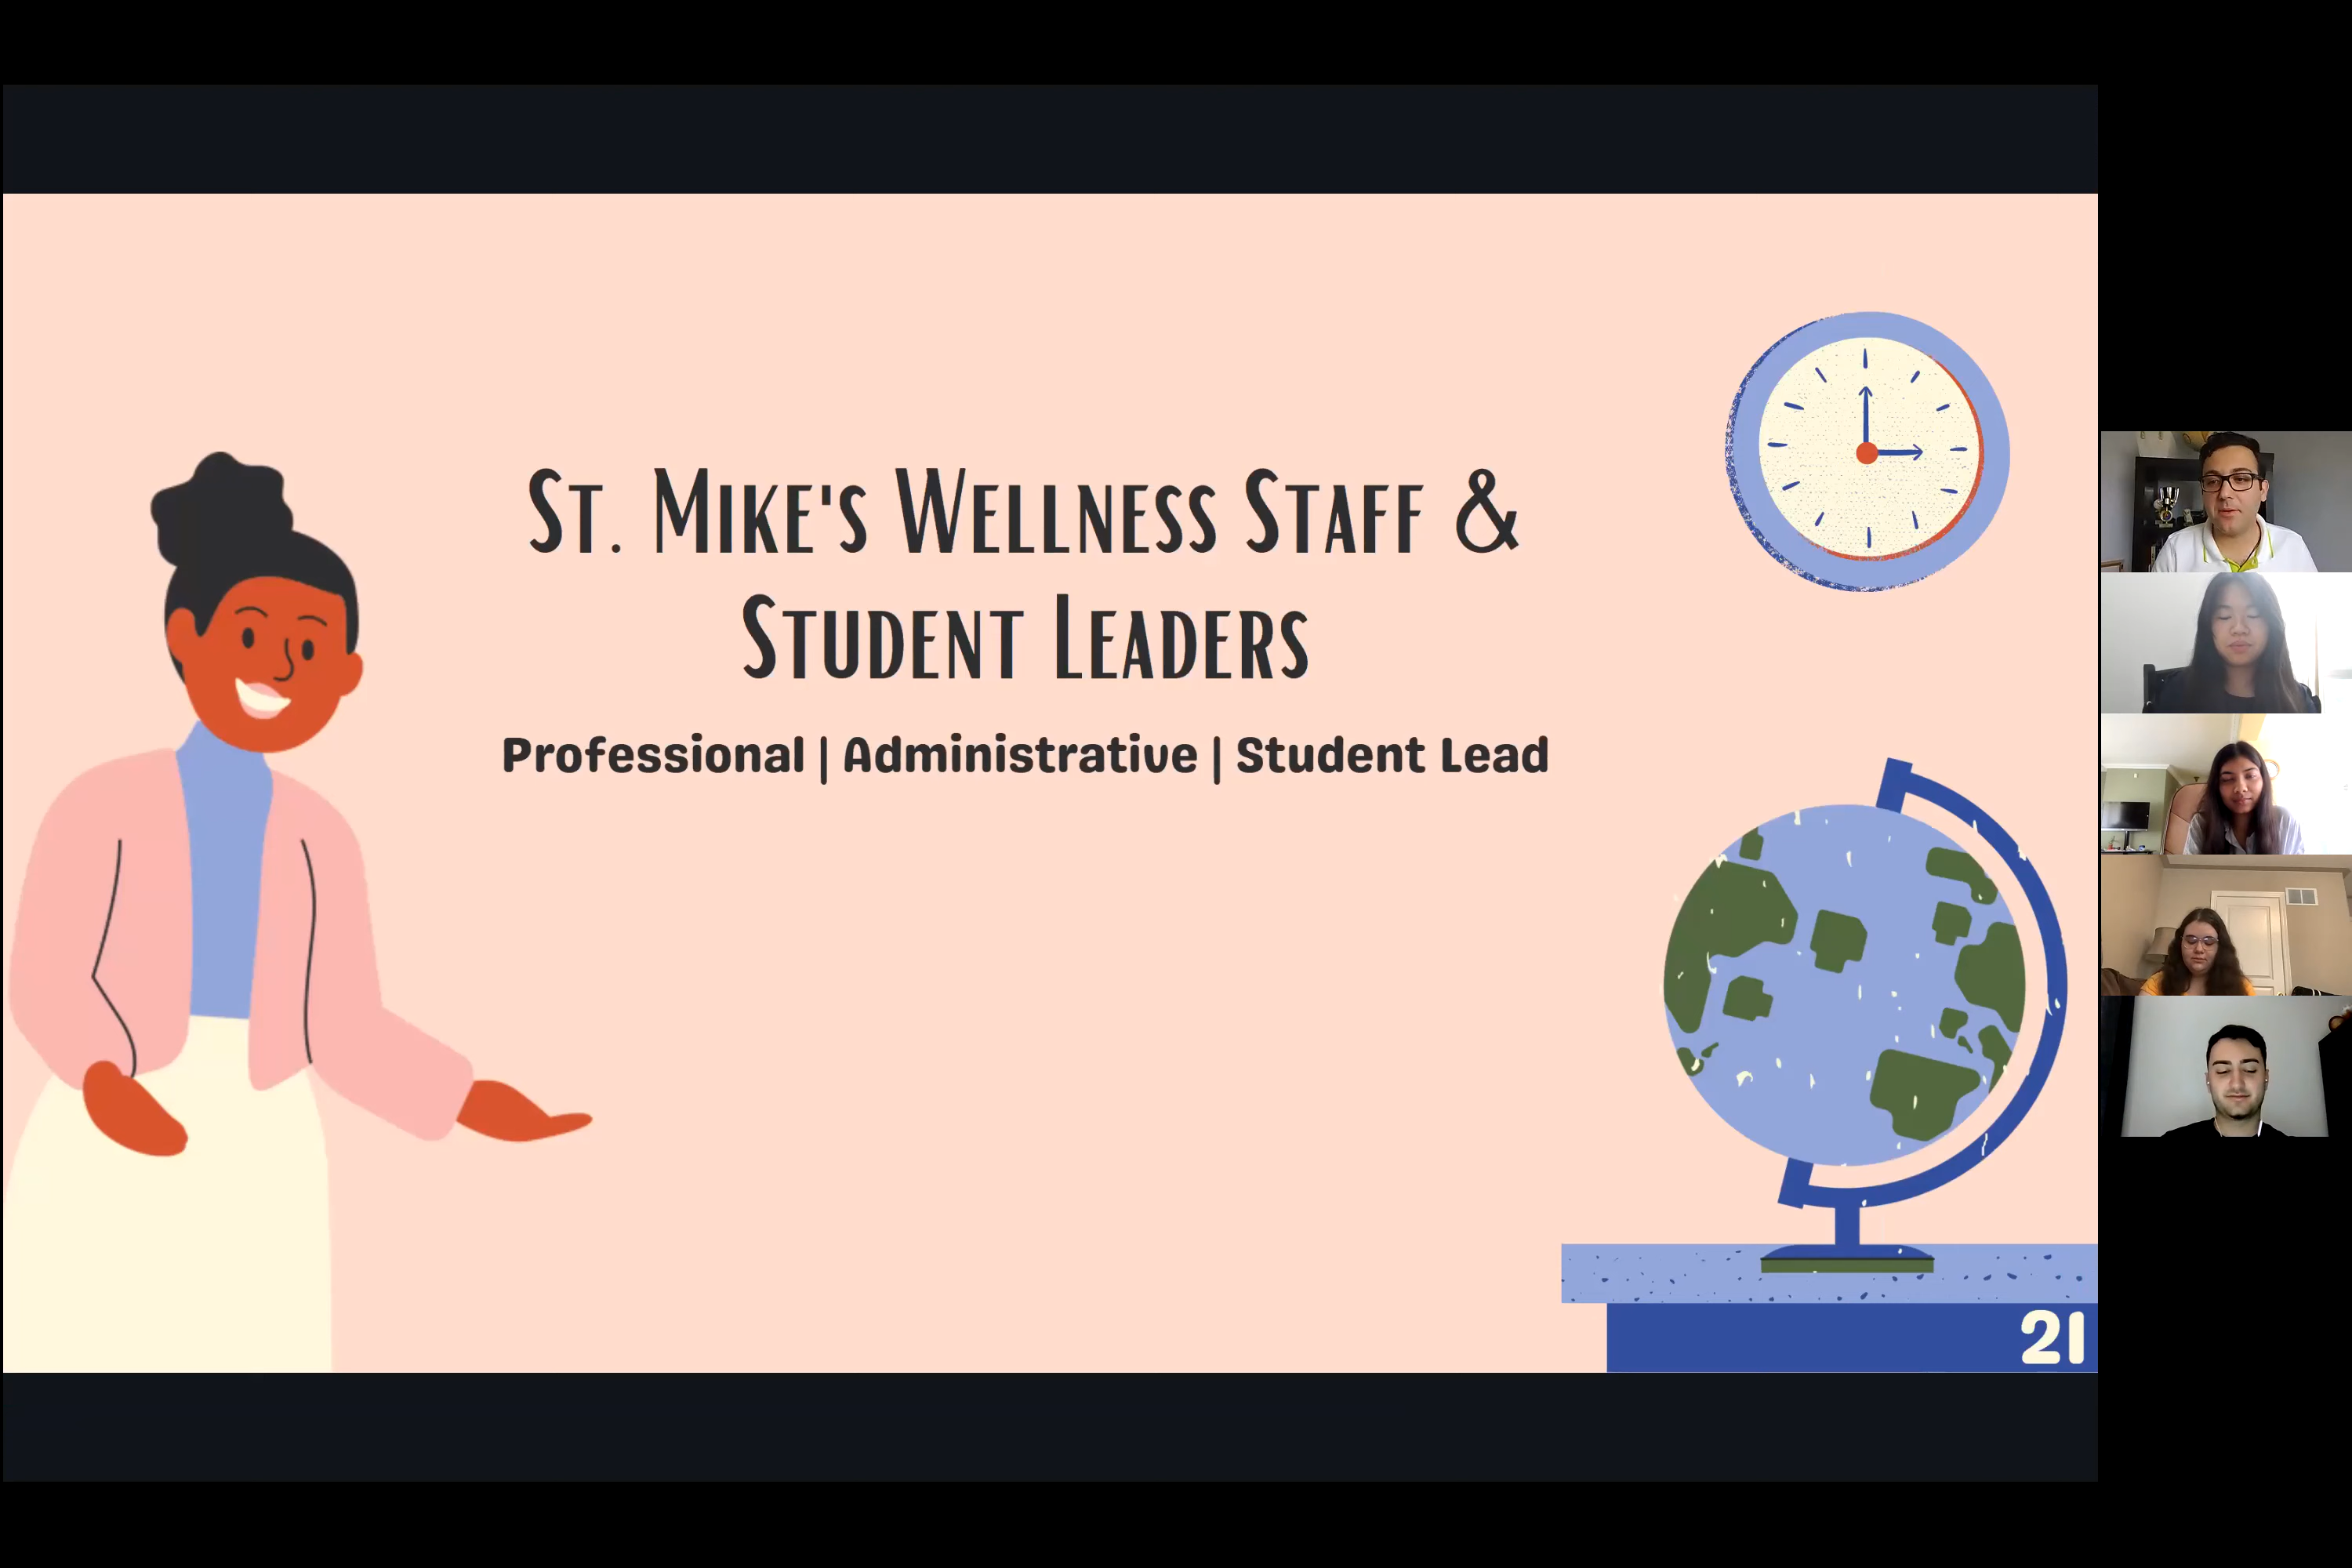 St. Mike's Wellness Staff &
Student Leaders
Professional | Administrative | Student Lead
21